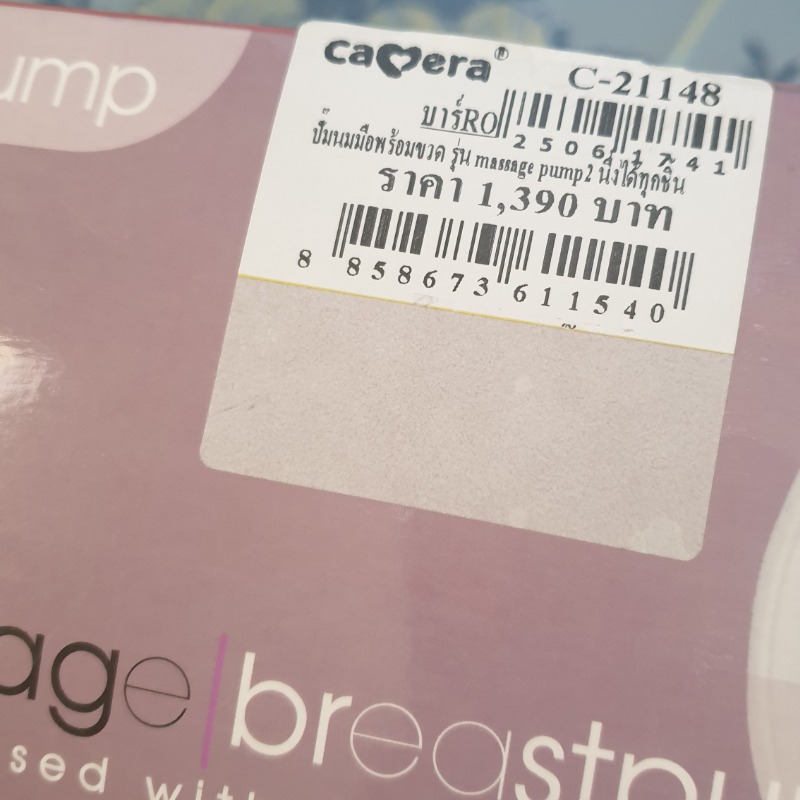 ump
camera® C-21148
บาร์RO
25061741
ปั๊มนมมือพร้อมขวด รุ่น massage pump2 นึ่งได้ทุกชิ้น
ราคา 1,390 บาท
8 858673 611540
age|breastpu
sed with